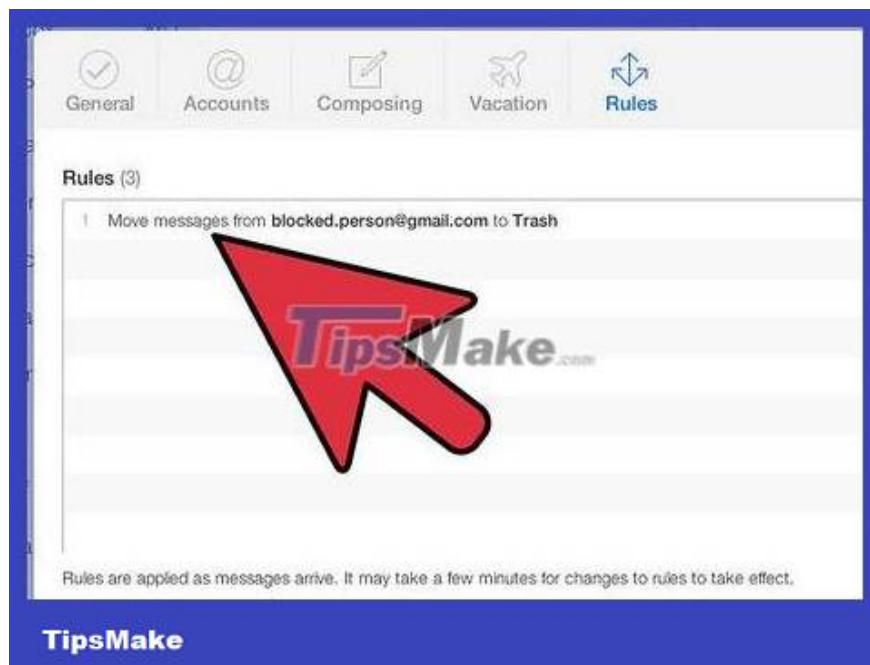 General Accounts Composing Vacation Rules
Rules (3)
1 Move messages from blocked.person@gmail.com to Trash
TipsMake.com
Rules are applied as messages arrive. It may take a few minutes for changes to rules to take effect.
TipsMake